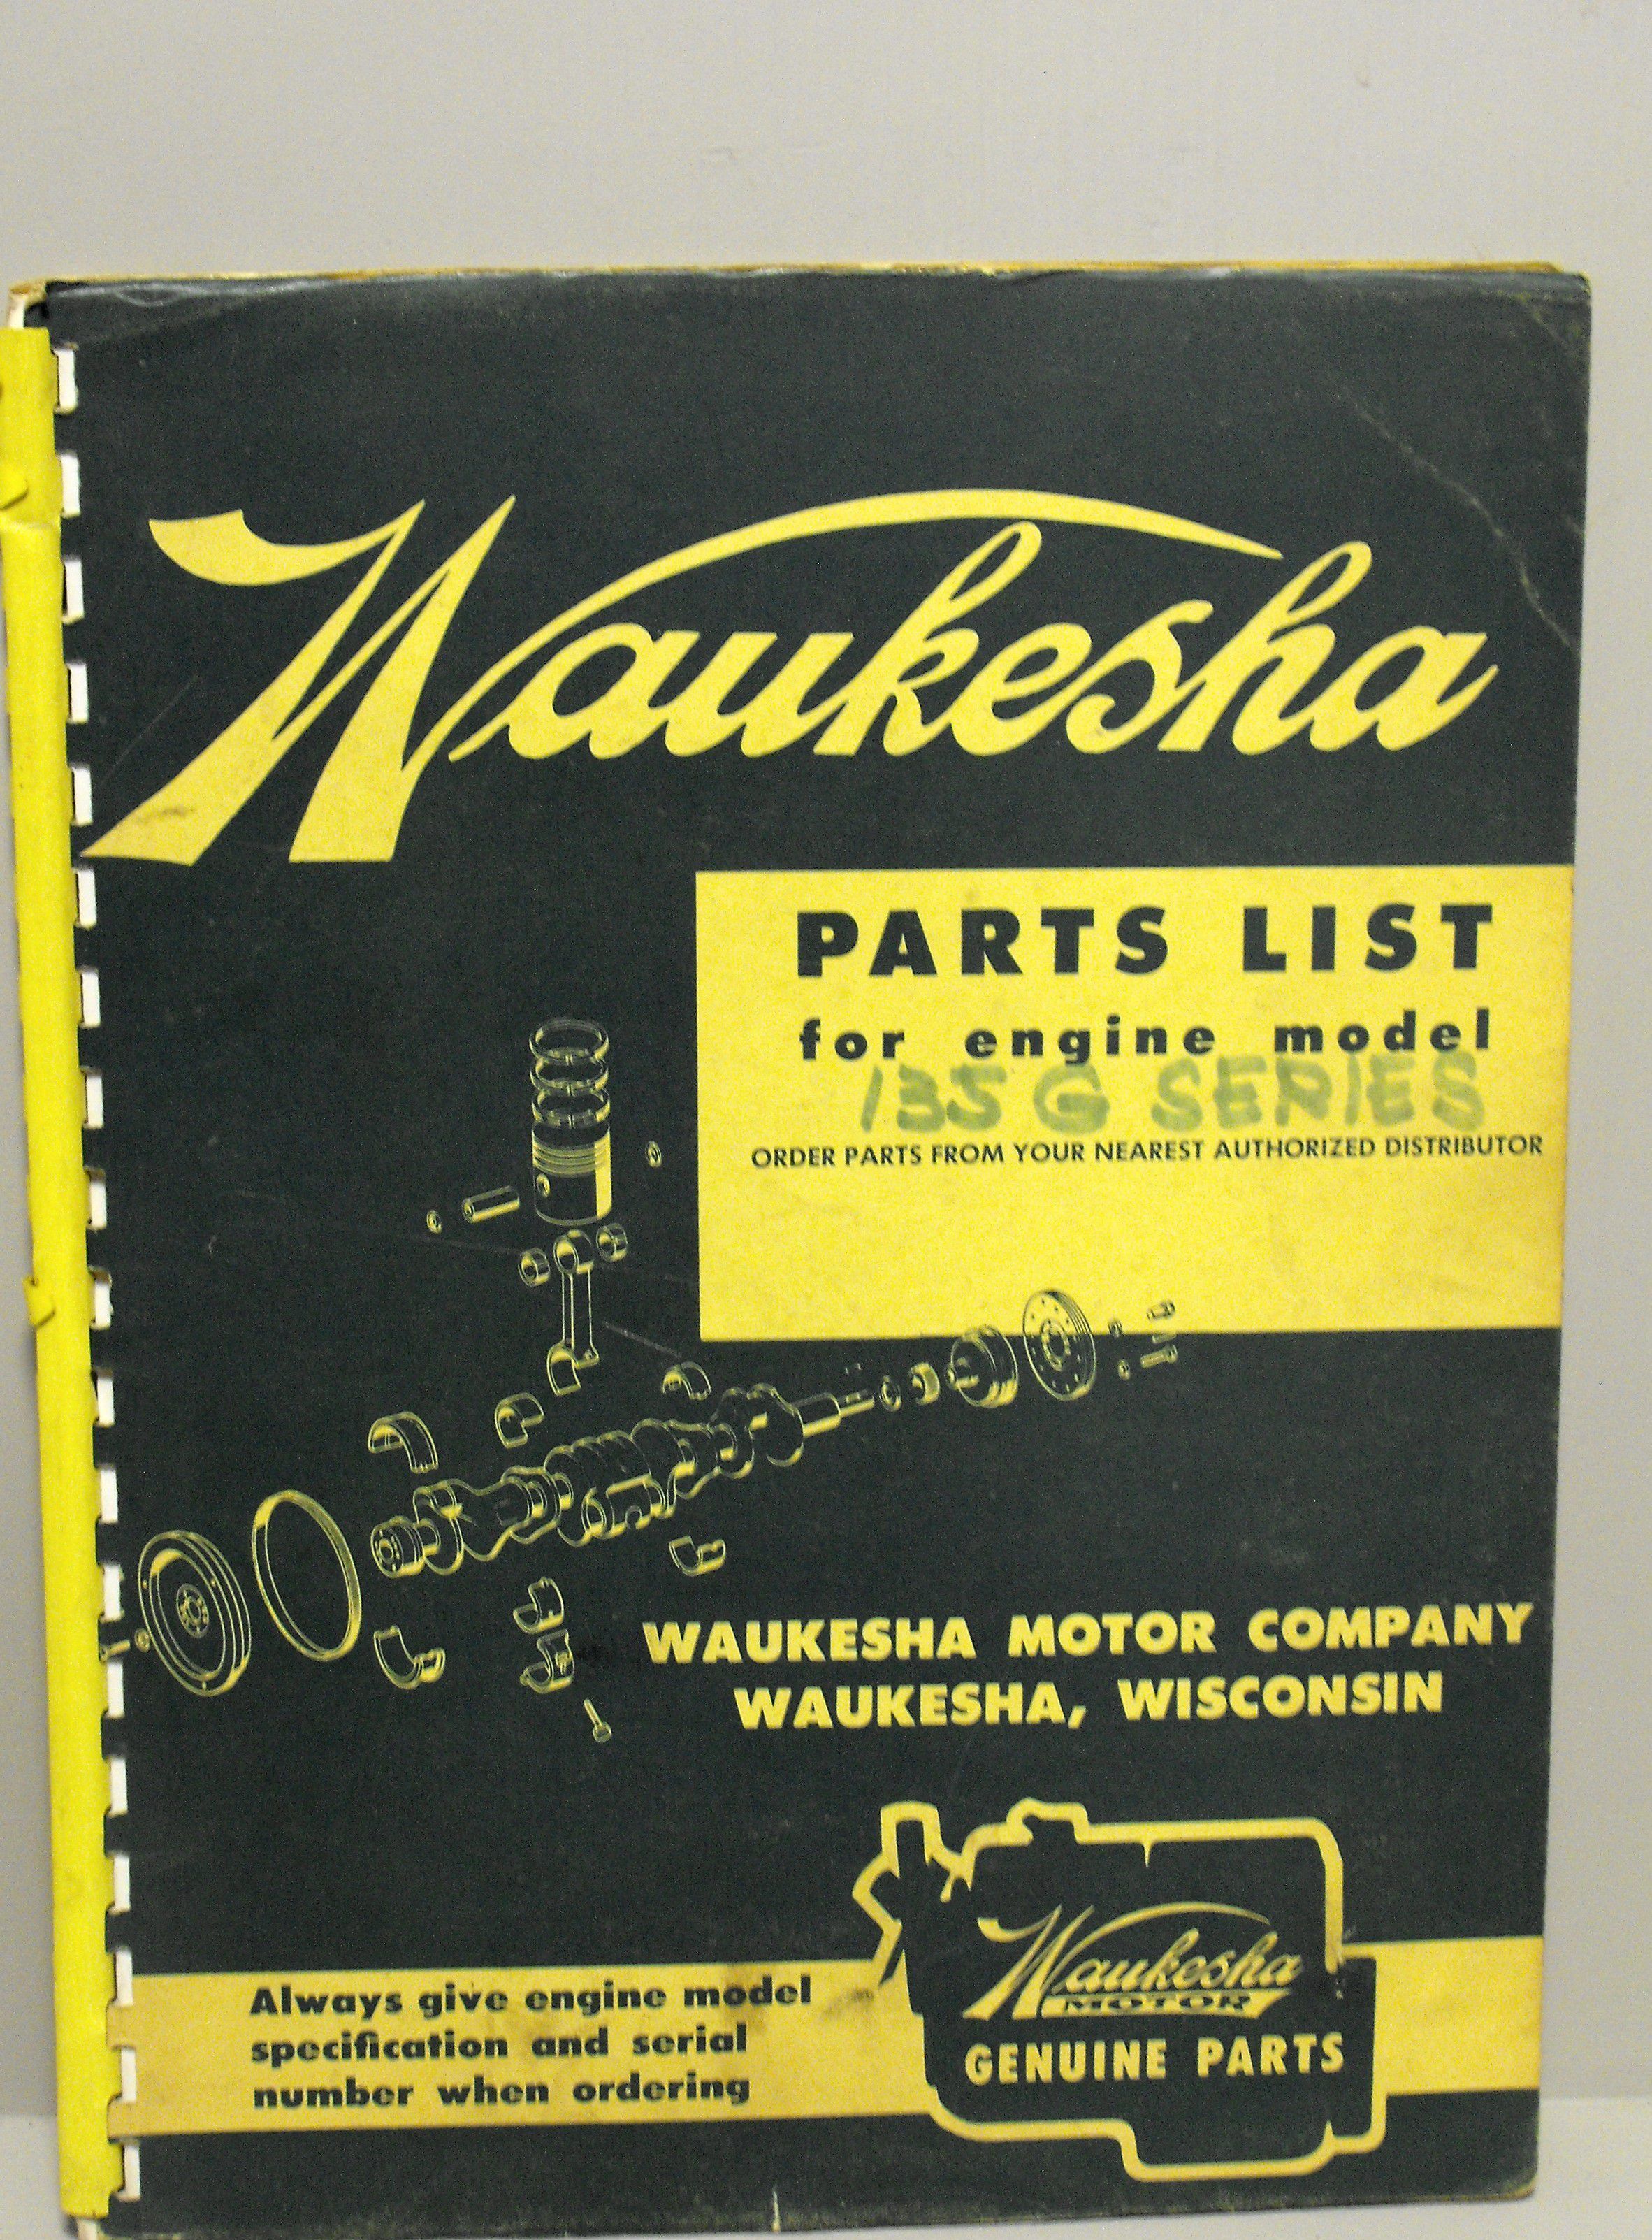 Waukesha
PARTS LIST
for engine model
135 G SERIES
ORDER PARTS FROM YOUR NEAREST AUTHORIZED DISTRIBUTOR
WAUKESHA MOTOR COMPANY
WAUKESHA, WISCONSIN
Waukesha
MOTOR
GENUINE PARTS
Always give engine model
specification and serial
number when ordering